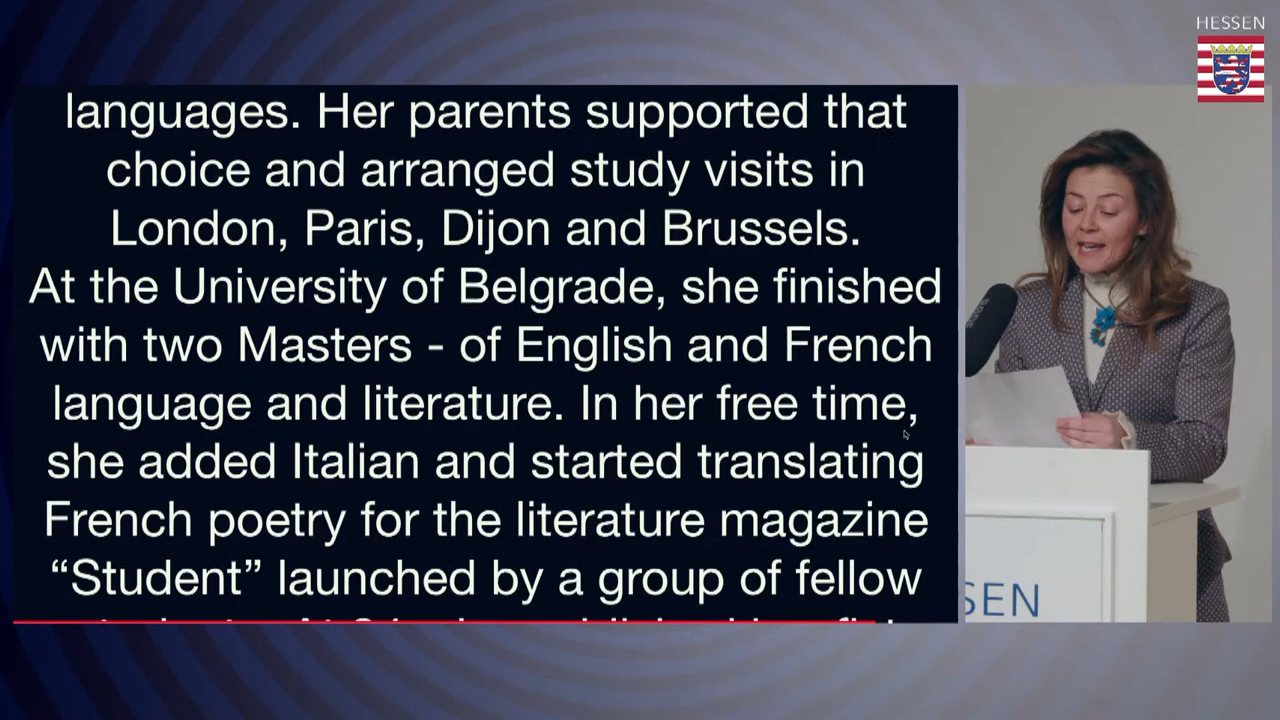 HESSEN
languages. Her parents supported that
choice and arranged study visits in
London, Paris, Dijon and Brussels.
At the University of Belgrade, she finished
with two Masters - of English and French
language and literature. In her free time,
she added Italian and started translating
French poetry for the literature magazine
“Student” launched by a group of fellow
SEN